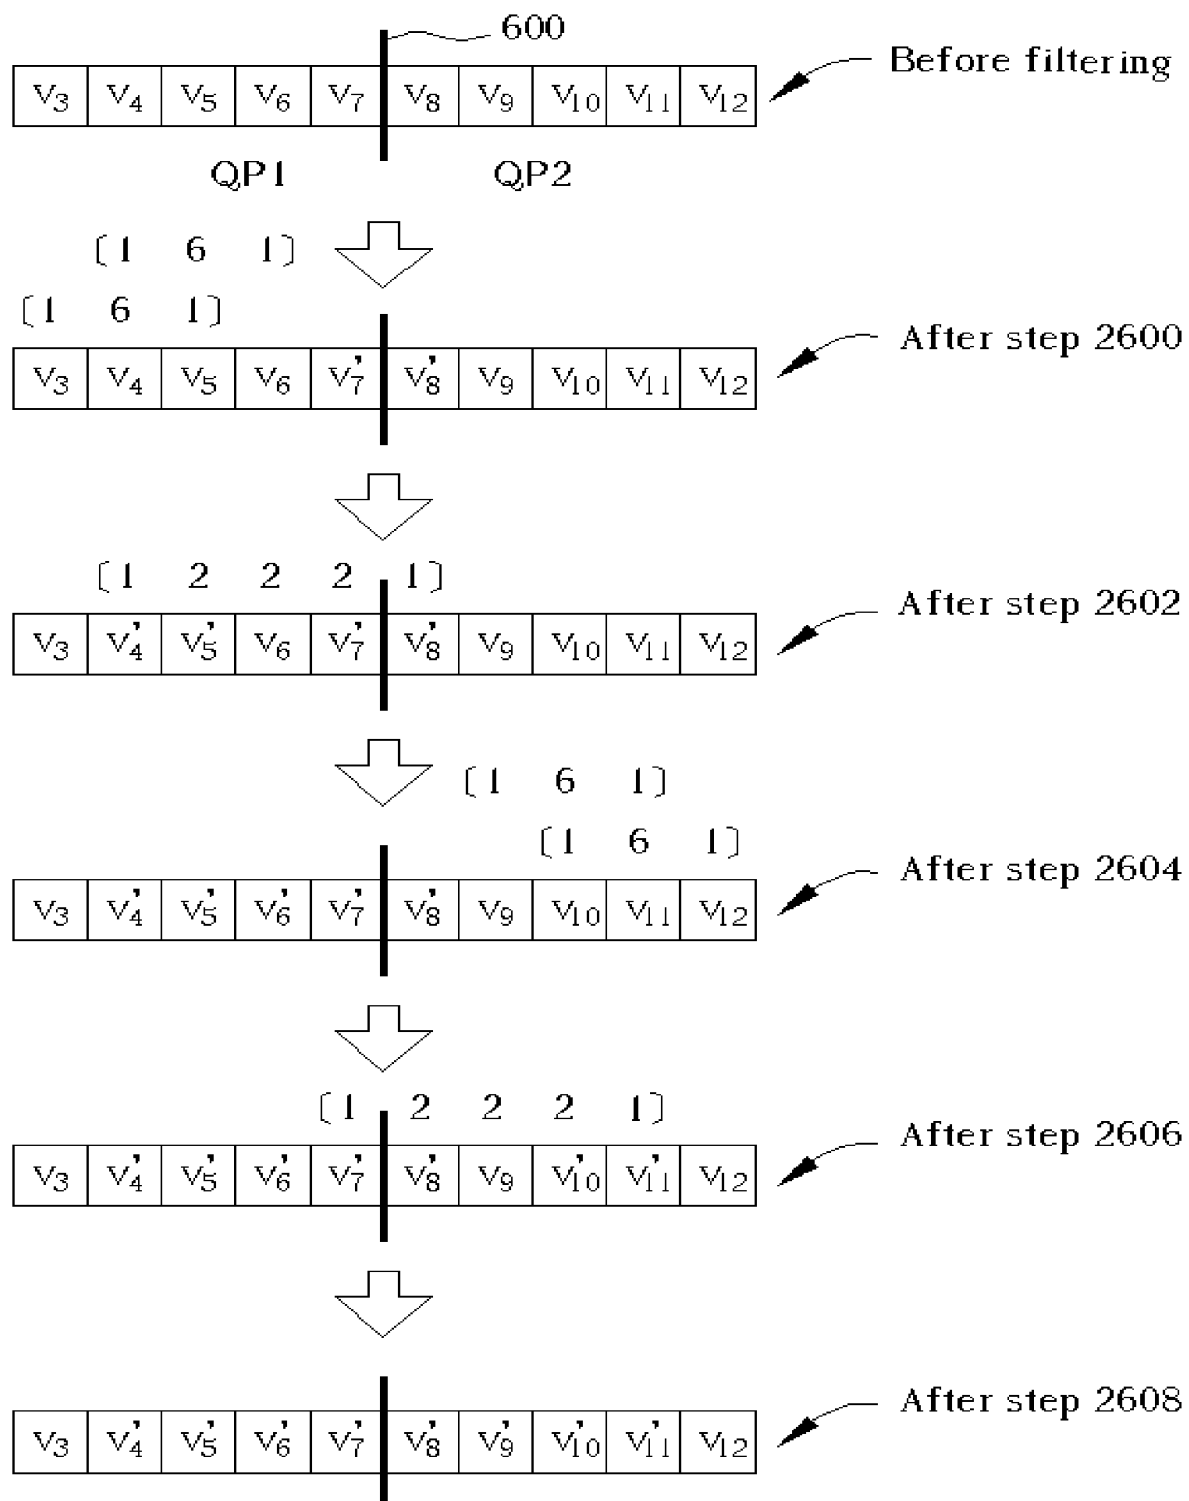 600
Before filtering
V3 V4 V5 V6 V7 V8 V9 V10 V11 V12
QP1 QP2
[1 6 1]
[1 6 1]
After step 2600
V3 V4 V5 V6 V7' V8' V9 V10 V11 V12
[1 2 2 2 1]
After step 2602
V3 V4' V5' V6 V7' V8' V9 V10 V11 V12
[1 6 1]
[1 6 1]
After step 2604
V3 V4' V5' V6' V7' V8' V9 V10 V11 V12
[1 2 2 2 1]
After step 2606
V3 V4' V5' V6' V7' V8' V9 V10' V11' V12
After step 2608
V3 V4' V5' V6' V7' V8' V9' V10' V11' V12